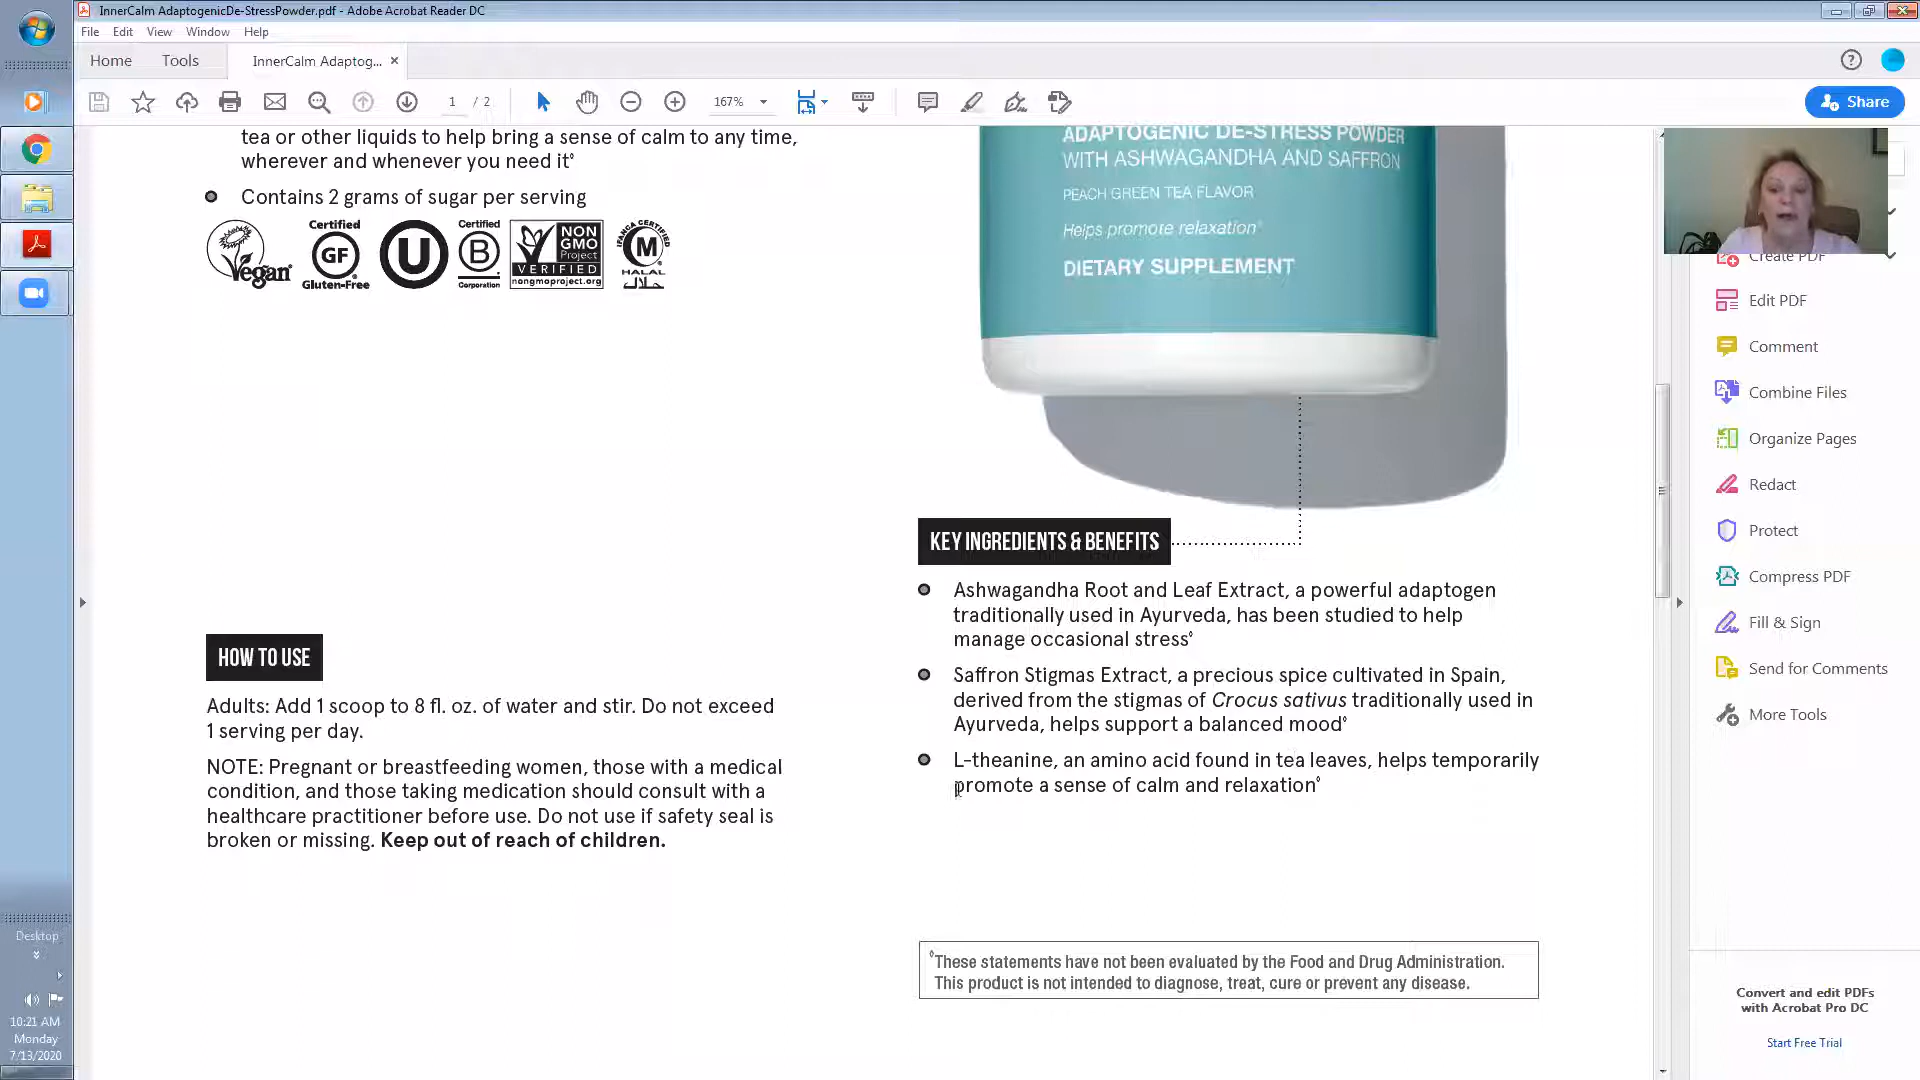 InnerCalm AdaptogenicDe-StressPowder.pdf - Adobe Acrobat Reader DC
File Edit View Window Help
Home Tools InnerCalm Adaptog... ×
1 / 2 167% Share
tea or other liquids to help bring a sense of calm to any time,
wherever and whenever you need it◊
Contains 2 grams of sugar per serving
Vegan
Certified
GF
Gluten-Free
U
Certified
B
Corporation
NON
GMO
Project
VERIFIED
nongmoproject.org
IFANCA CERTIFIED
M
HALAL
حلال
ADAPTOGENIC DE-STRESS POWDER
WITH ASHWAGANDHA AND SAFFRON
PEACH GREEN TEA FLAVOR
Helps promote relaxation◊
DIETARY SUPPLEMENT
HOW TO USE
Adults: Add 1 scoop to 8 fl. oz. of water and stir. Do not exceed
1 serving per day.
NOTE: Pregnant or breastfeeding women, those with a medical
condition, and those taking medication should consult with a
healthcare practitioner before use. Do not use if safety seal is
broken or missing. Keep out of reach of children.
KEY INGREDIENTS & BENEFITS
Ashwagandha Root and Leaf Extract, a powerful adaptogen
traditionally used in Ayurveda, has been studied to help
manage occasional stress◊
Saffron Stigmas Extract, a precious spice cultivated in Spain,
derived from the stigmas of Crocus sativus traditionally used in
Ayurveda, helps support a balanced mood◊
L-theanine, an amino acid found in tea leaves, helps temporarily
promote a sense of calm and relaxation◊
◊These statements have not been evaluated by the Food and Drug Administration.
This product is not intended to diagnose, treat, cure or prevent any disease.
Create PDF
Edit PDF
Comment
Combine Files
Organize Pages
Redact
Protect
Compress PDF
Fill & Sign
Send for Comments
More Tools
Convert and edit PDFs
with Acrobat Pro DC
Start Free Trial
Desktop
10:21 AM
Monday
7/13/2020